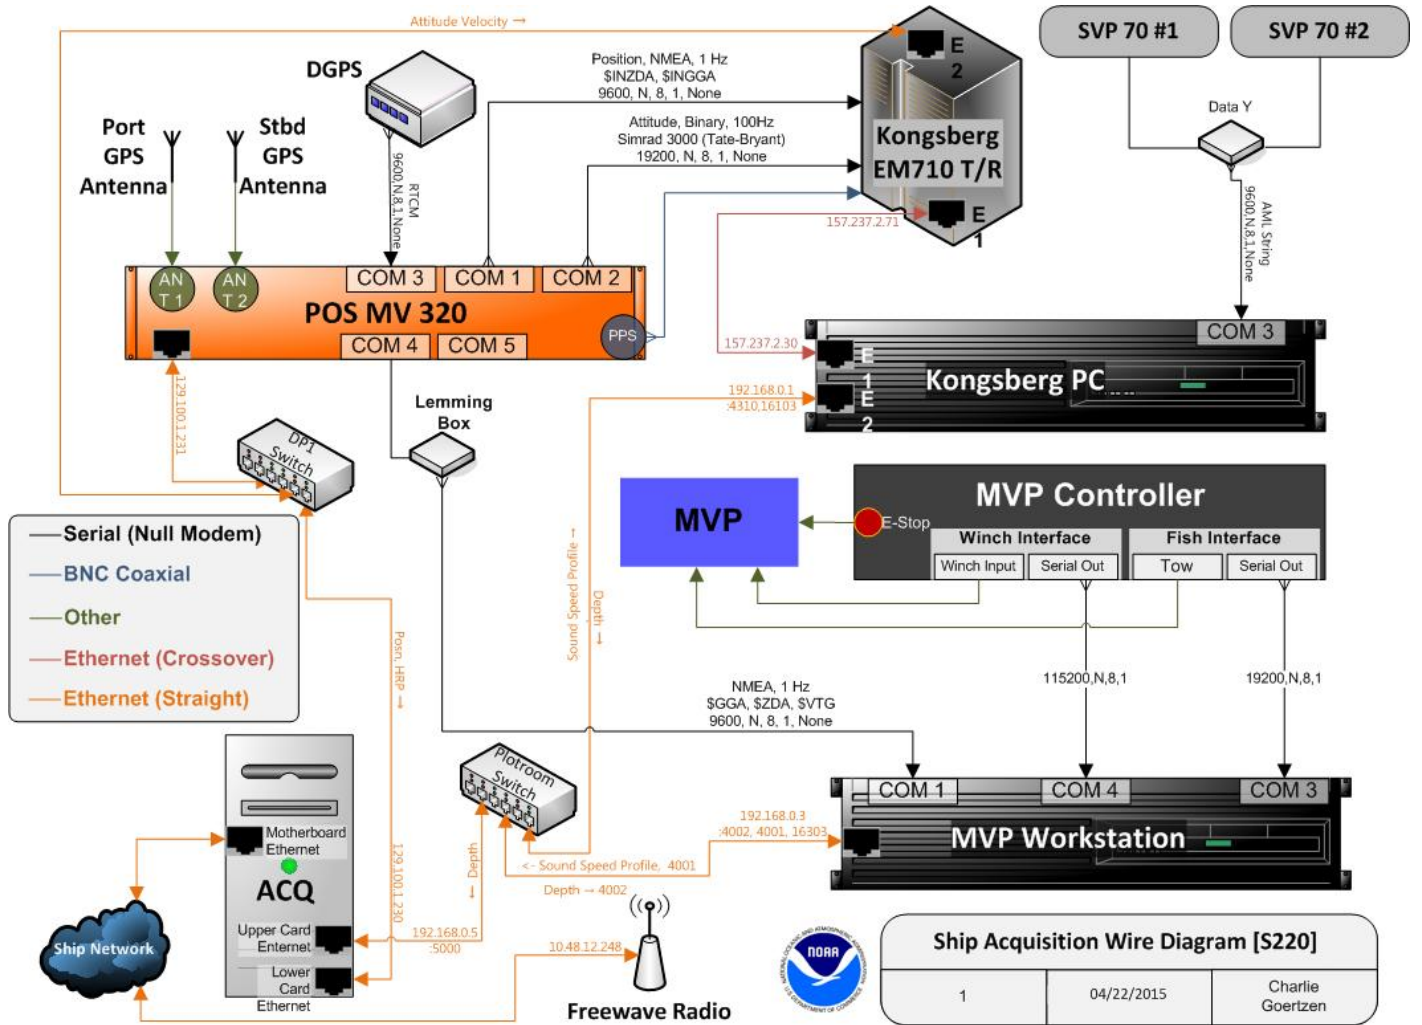 Attitude Velocity →
SVP 70 #1
SVP 70 #2
DGPS
Position, NMEA, 1 Hz
$INZDA, $INGGA
9600, N, 8, 1, None
E
2
Data Y
Port
GPS
Antenna
Stbd
GPS
Antenna
Attitude, Binary, 100Hz
Simrad 3000 (Tate-Bryant)
19200, N, 8, 1, None
Kongsberg
EM710 T/R
RTCM
9600,N,8,1,None
157.237.2.71
E
1
AML String
9600,N,8,1,None
AN
T 1
AN
T 2
COM 3
COM 1
COM 2
POS MV 320
PPS
COM 4
COM 5
COM 3
157.237.2.30
E
1
Kongsberg PC
192.168.0.1
:4310,16103
E
2
129.100.1.231
Lemming
Box
DP1
Switch
MVP
MVP Controller
E-Stop
Winch Interface
Fish Interface
Winch Input
Serial Out
Tow
Serial Out
Serial (Null Modem)
BNC Coaxial
Other
Ethernet (Crossover)
Ethernet (Straight)
Sound Speed Profile →
Depth →
Posn, HRP →
115200,N,8,1
19200,N,8,1
NMEA, 1 Hz
$GGA, $ZDA, $VTG
9600, N, 8, 1, None
Plotroom
Switch
COM 1
COM 4
COM 3
MVP Workstation
192.168.0.3
:4002, 4001, 16303
<- Sound Speed Profile, 4001
Depth → 4002
← Depth
129.100.1.230
Motherboard
Ethernet
ACQ
Upper Card
Enternet
192.168.0.5
:5000
Lower
Card
Ethernet
Ship Network
10.48.12.248
Freewave Radio
NATIONAL OCEANIC AND ATMOSPHERIC ADMINISTRATION
NOAA
U.S. DEPARTMENT OF COMMERCE
Ship Acquisition Wire Diagram [S220]
1
04/22/2015
Charlie
Goertzen